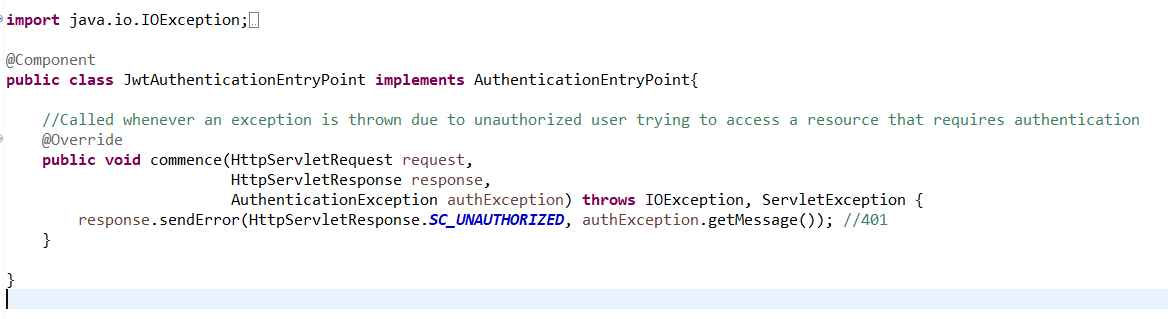 import java.io.IOException;
@Component
public class JwtAuthenticationEntryPoint implements AuthenticationEntryPoint{
//Called whenever an exception is thrown due to unauthorized user trying to access a resource that requires authentication
@Override
public void commence(HttpServletRequest request,
HttpServletResponse response,
AuthenticationException authException) throws IOException, ServletException {
response.sendError(HttpServletResponse.SC_UNAUTHORIZED, authException.getMessage()); //401
}
}